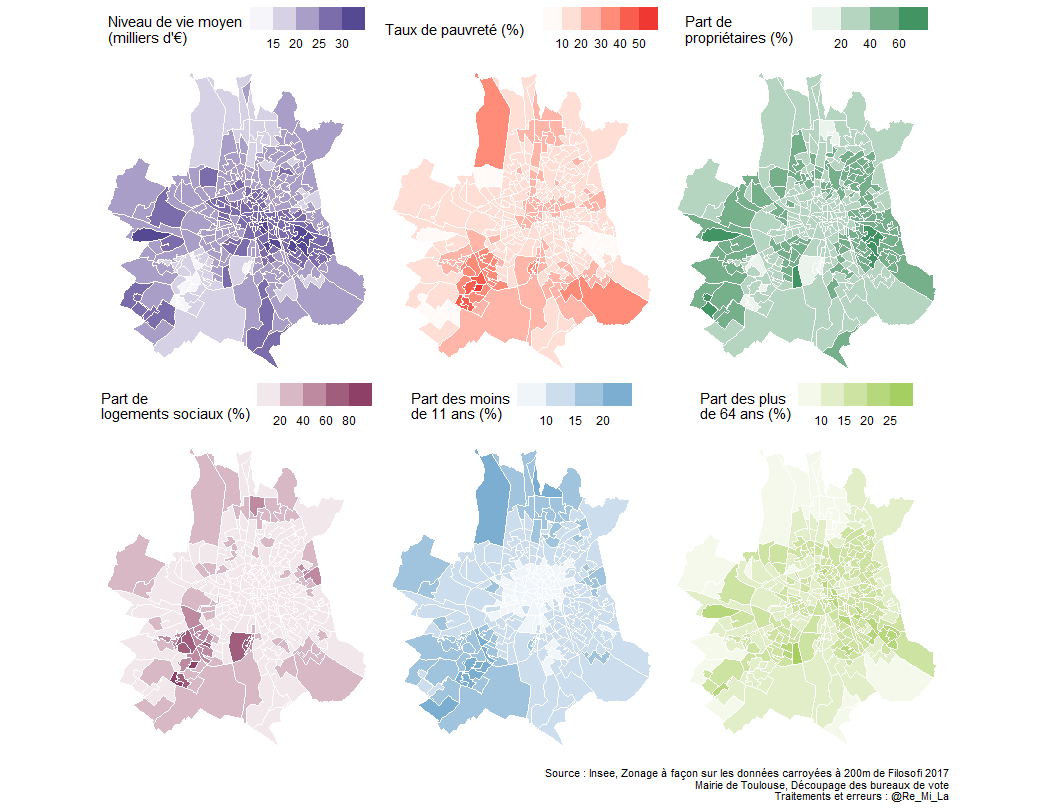 Niveau de vie moyen
(milliers d'€)
15 20 25 30
Taux de pauvreté (%)
10 20 30 40 50
Part de
propriétaires (%)
20 40 60
Part de
logements sociaux (%)
20 40 60 80
Part des moins
de 11 ans (%)
10 15 20
Part des plus
de 64 ans (%)
10 15 20 25
Source : Insee, Zonage à façon sur les données carroyées à 200m de Filosofi 2017
Mairie de Toulouse, Découpage des bureaux de vote
Traitements et erreurs : @Re_Mi_La